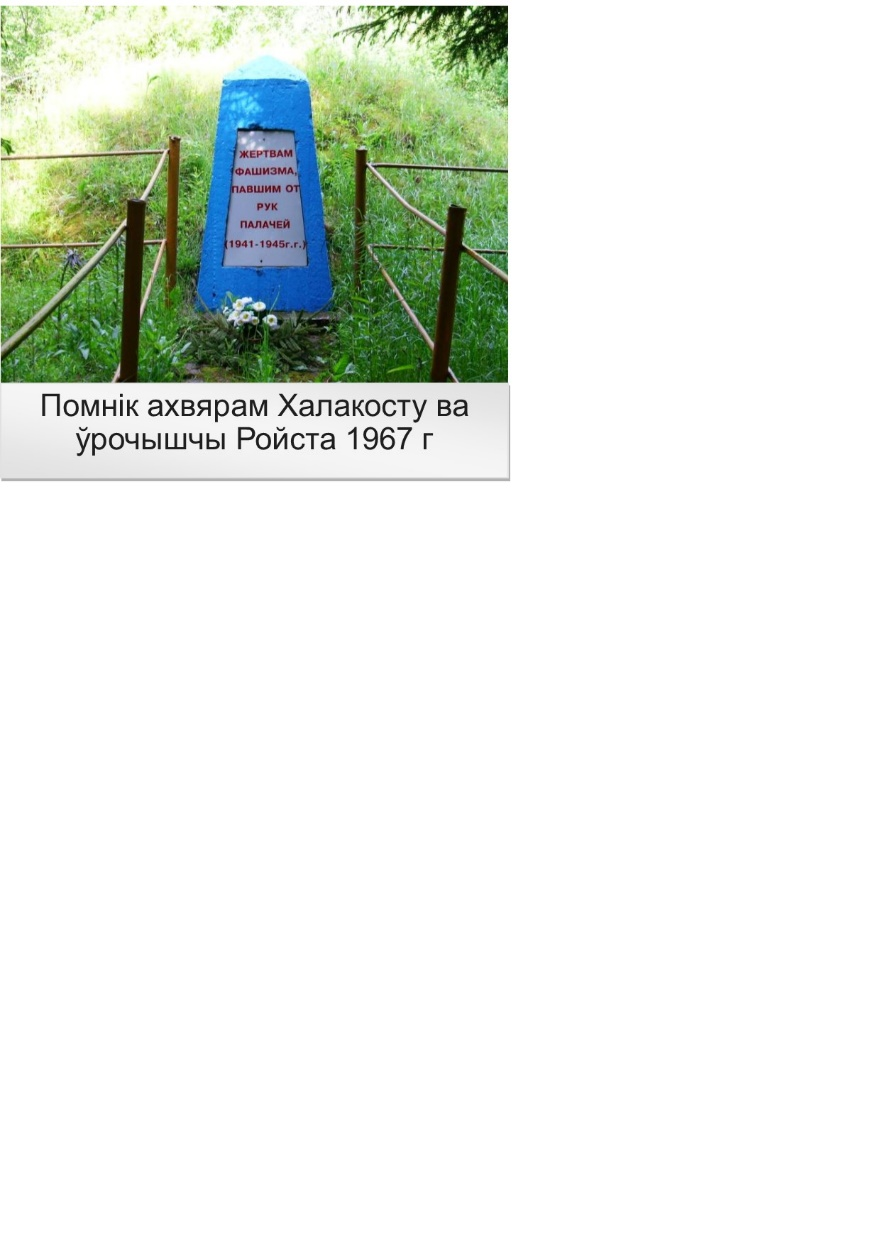 ЖЕРТВАМ
ФАШИЗМА,
ПАВШИМ ОТ
РУК
ПАЛАЧЕЙ
(1941-1945г.г.)
Помнік ахвярам Халакосту ва
ўрочышчы Ройста 1967 г